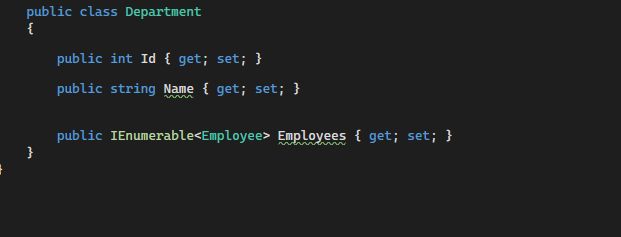 public class Department
{
public int Id { get; set; }
public string Name { get; set; }
public IEnumerable<Employee> Employees { get; set; }
}
}